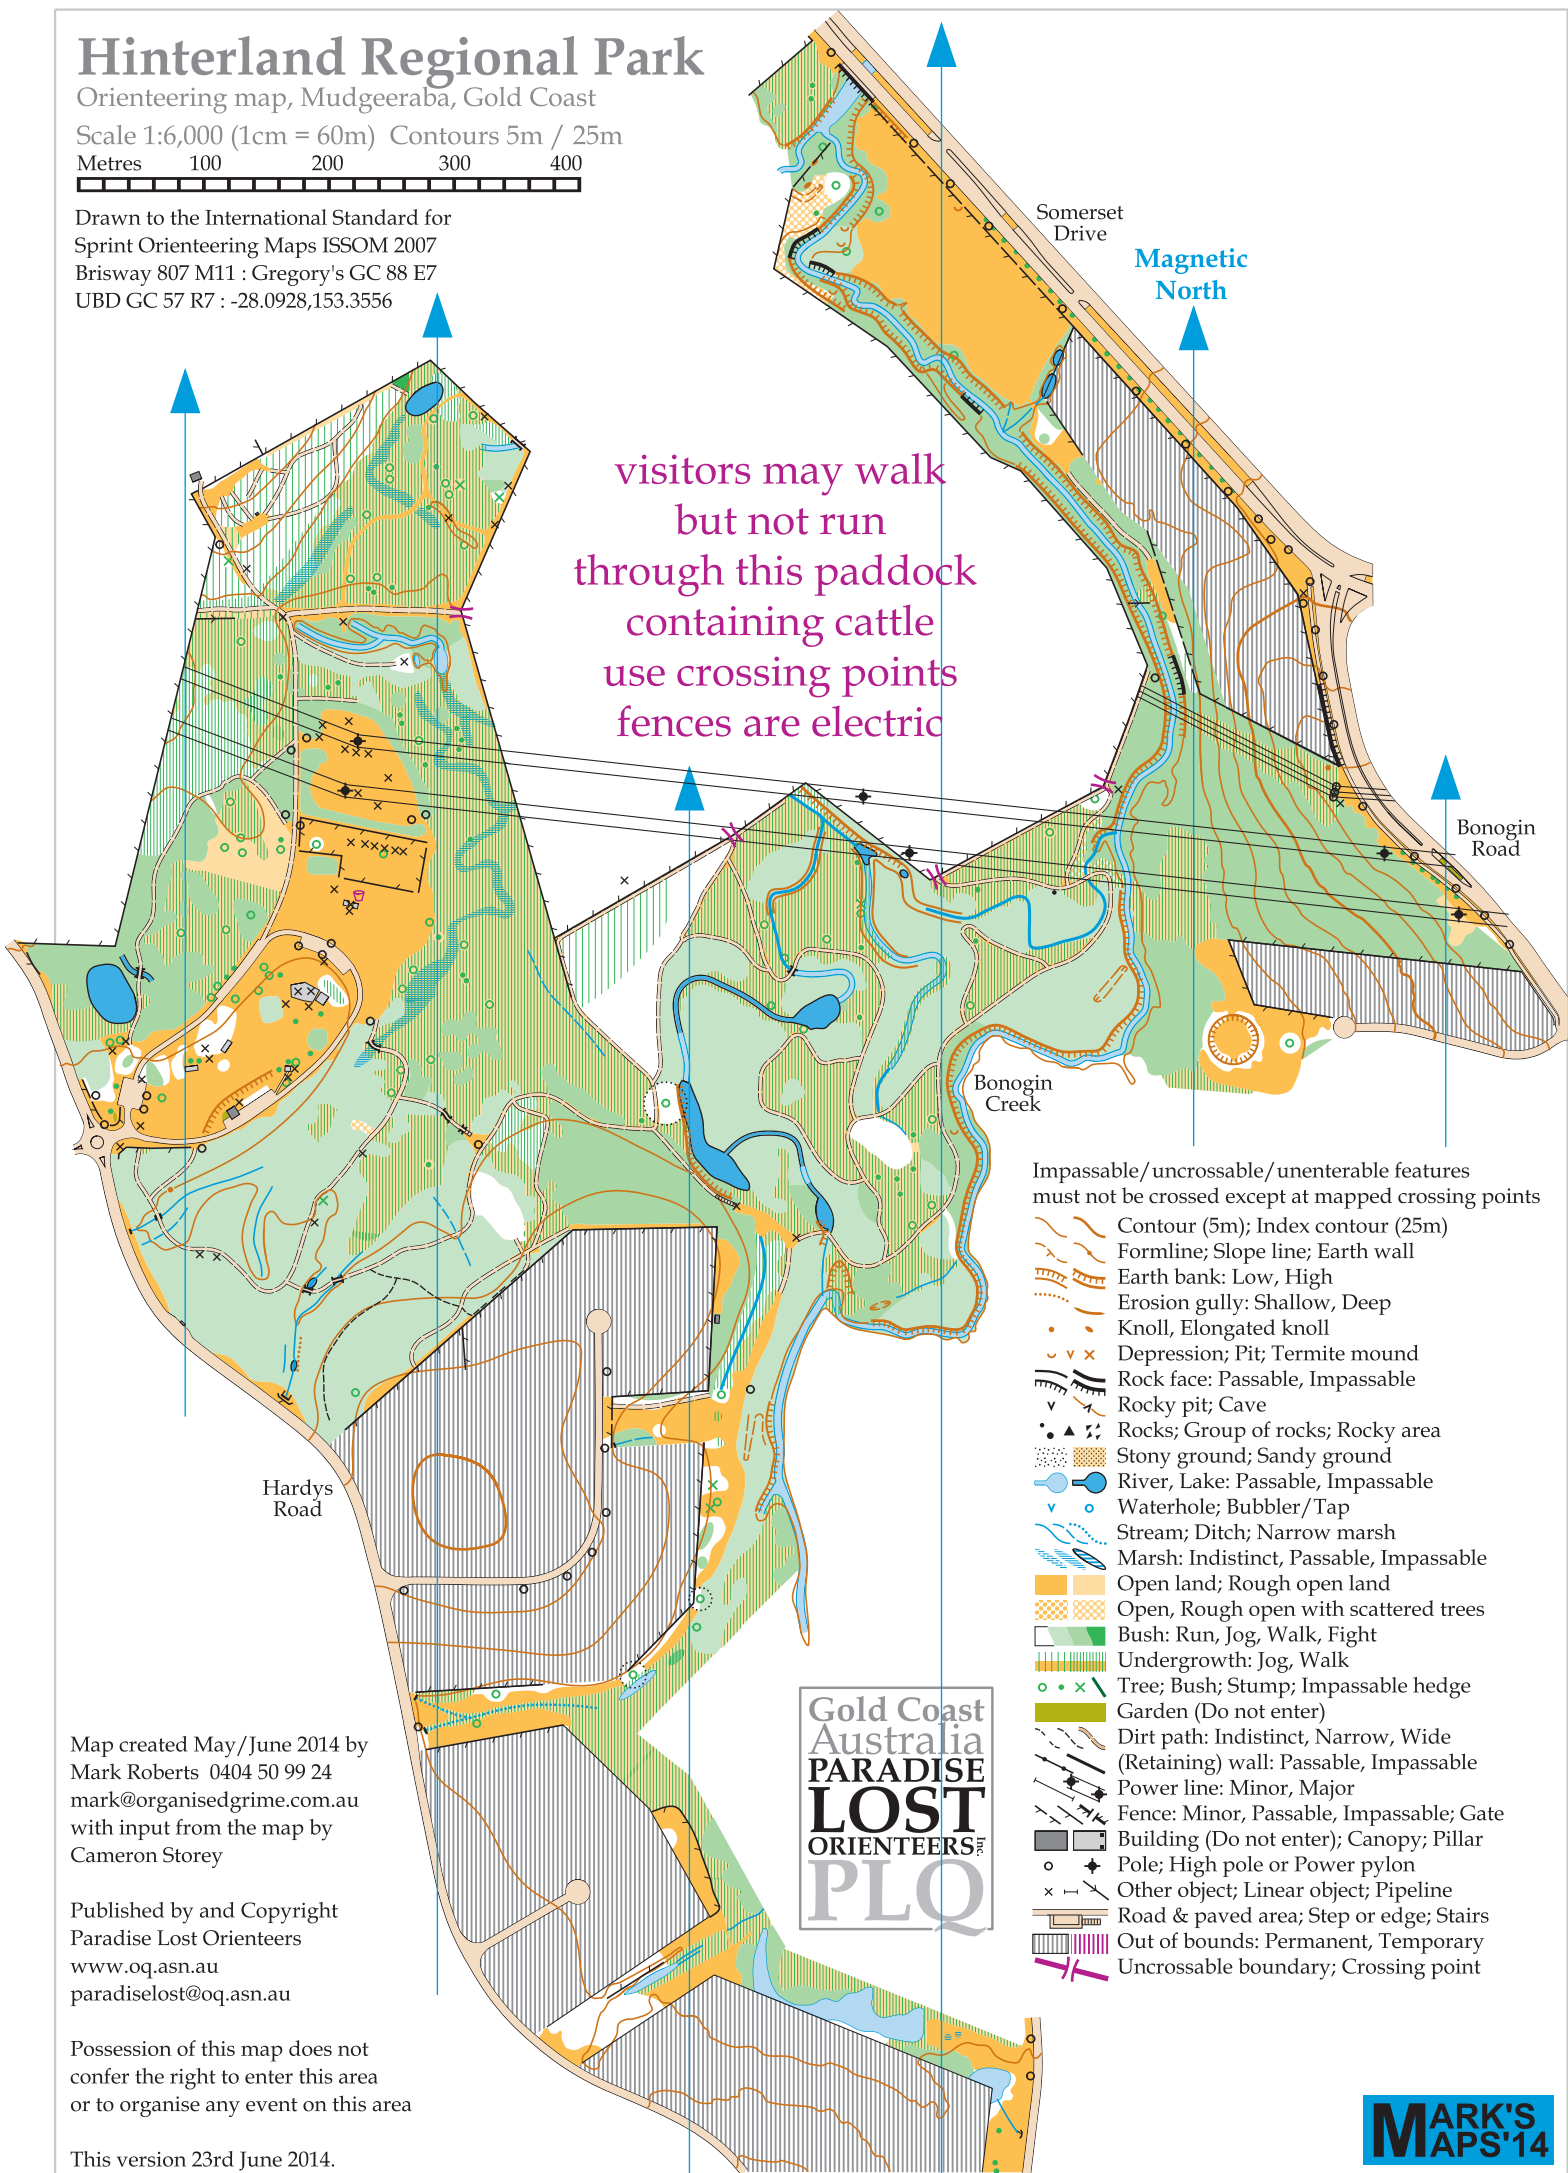 Hinterland Regional Park
Orienteering map, Mudgeeraba, Gold Coast
Scale 1:6,000 (1cm = 60m)  Contours 5m / 25m
Metres 100 200 300 400
Drawn to the International Standard for
Sprint Orienteering Maps ISSOM 2007
Brisway 807 M11 : Gregory's GC 88 E7
UBD GC 57 R7 : -28.0928,153.3556
Somerset
Drive
Magnetic
North
visitors may walk
but not run
through this paddock
containing cattle
use crossing points
fences are electric
Bonogin
Road
Bonogin
Creek
Hardys
Road
Impassable/uncrossable/unenterable features
must not be crossed except at mapped crossing points
Contour (5m); Index contour (25m)
Formline; Slope line; Earth wall
Earth bank: Low, High
Erosion gully: Shallow, Deep
Knoll, Elongated knoll
Depression; Pit; Termite mound
Rock face: Passable, Impassable
Rocky pit; Cave
Rocks; Group of rocks; Rocky area
Stony ground; Sandy ground
River, Lake: Passable, Impassable
Waterhole; Bubbler/Tap
Stream; Ditch; Narrow marsh
Marsh: Indistinct, Passable, Impassable
Open land; Rough open land
Open, Rough open with scattered trees
Bush: Run, Jog, Walk, Fight
Undergrowth: Jog, Walk
Tree; Bush; Stump; Impassable hedge
Garden (Do not enter)
Dirt path: Indistinct, Narrow, Wide
(Retaining) wall: Passable, Impassable
Power line: Minor, Major
Fence: Minor, Passable, Impassable; Gate
Building (Do not enter); Canopy; Pillar
Pole; High pole or Power pylon
Other object; Linear object; Pipeline
Road & paved area; Step or edge; Stairs
Out of bounds: Permanent, Temporary
Uncrossable boundary; Crossing point
Gold Coast
Australia
PARADISE
LOST
ORIENTEERS Inc.
PLQ
Map created May/June 2014 by
Mark Roberts  0404 50 99 24
mark@organisedgrime.com.au
with input from the map by
Cameron Storey
Published by and Copyright
Paradise Lost Orienteers
www.oq.asn.au
paradiselost@oq.asn.au
Possession of this map does not
confer the right to enter this area
or to organise any event on this area
This version 23rd June 2014.
MARK'S
MAPS'14